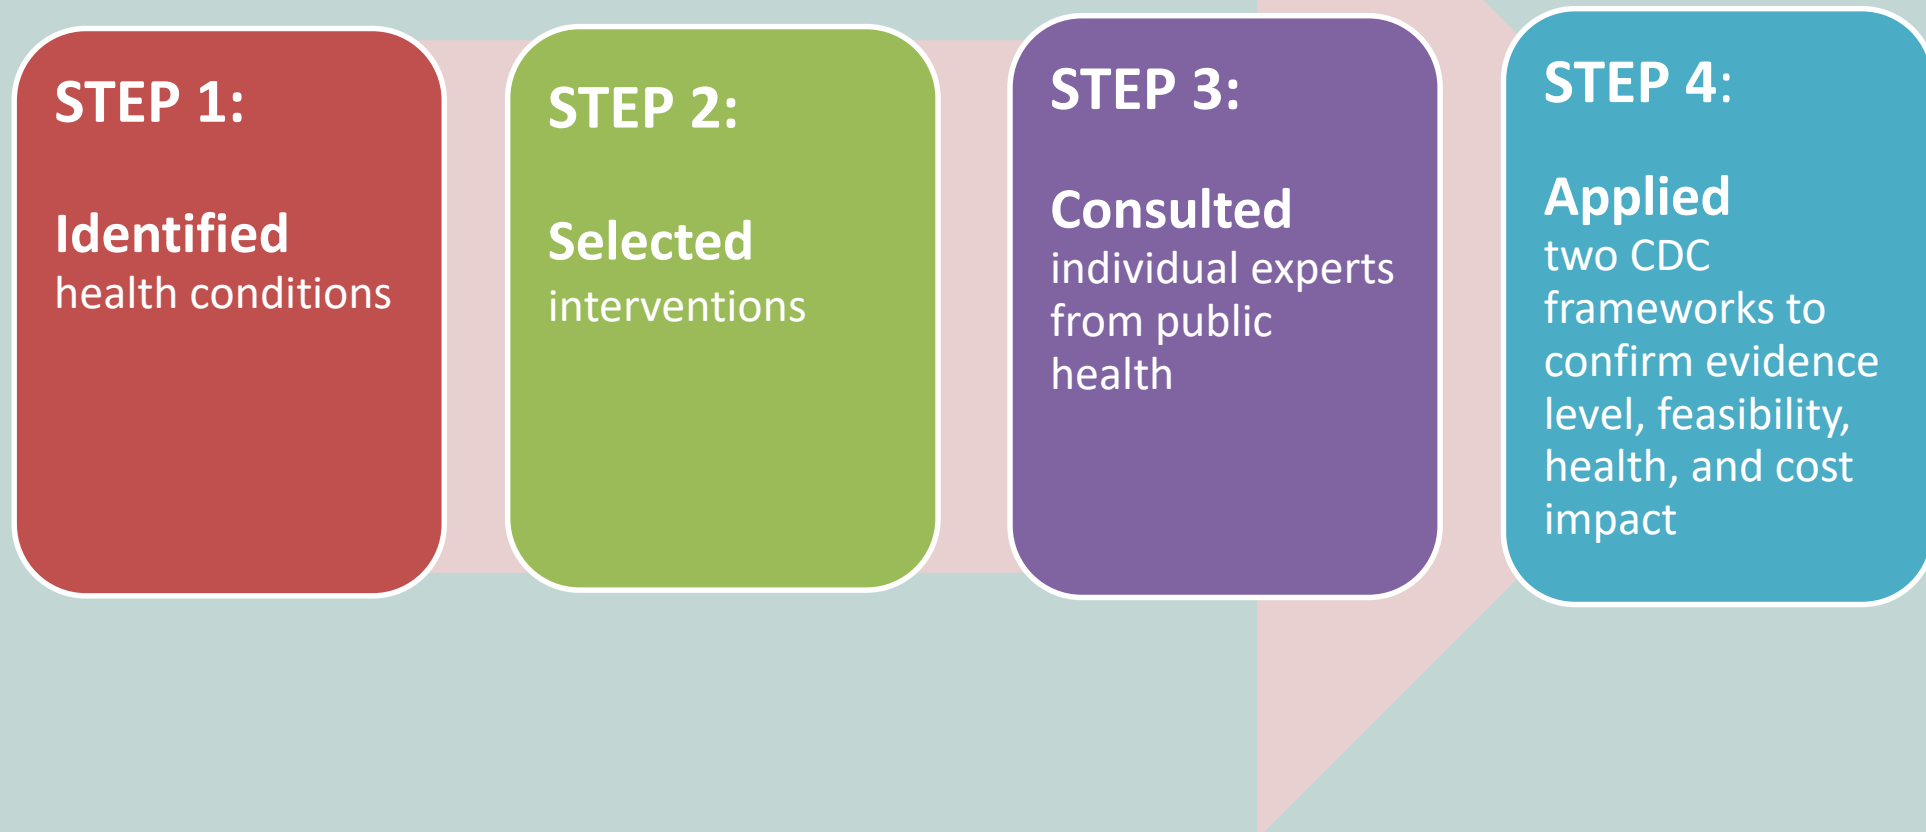 STEP 1:
Identified
health conditions
STEP 2:
Selected
interventions
STEP 3:
Consulted
individual experts
from public
health
STEP 4:
Applied
two CDC
frameworks to
confirm evidence
level, feasibility,
health, and cost
impact